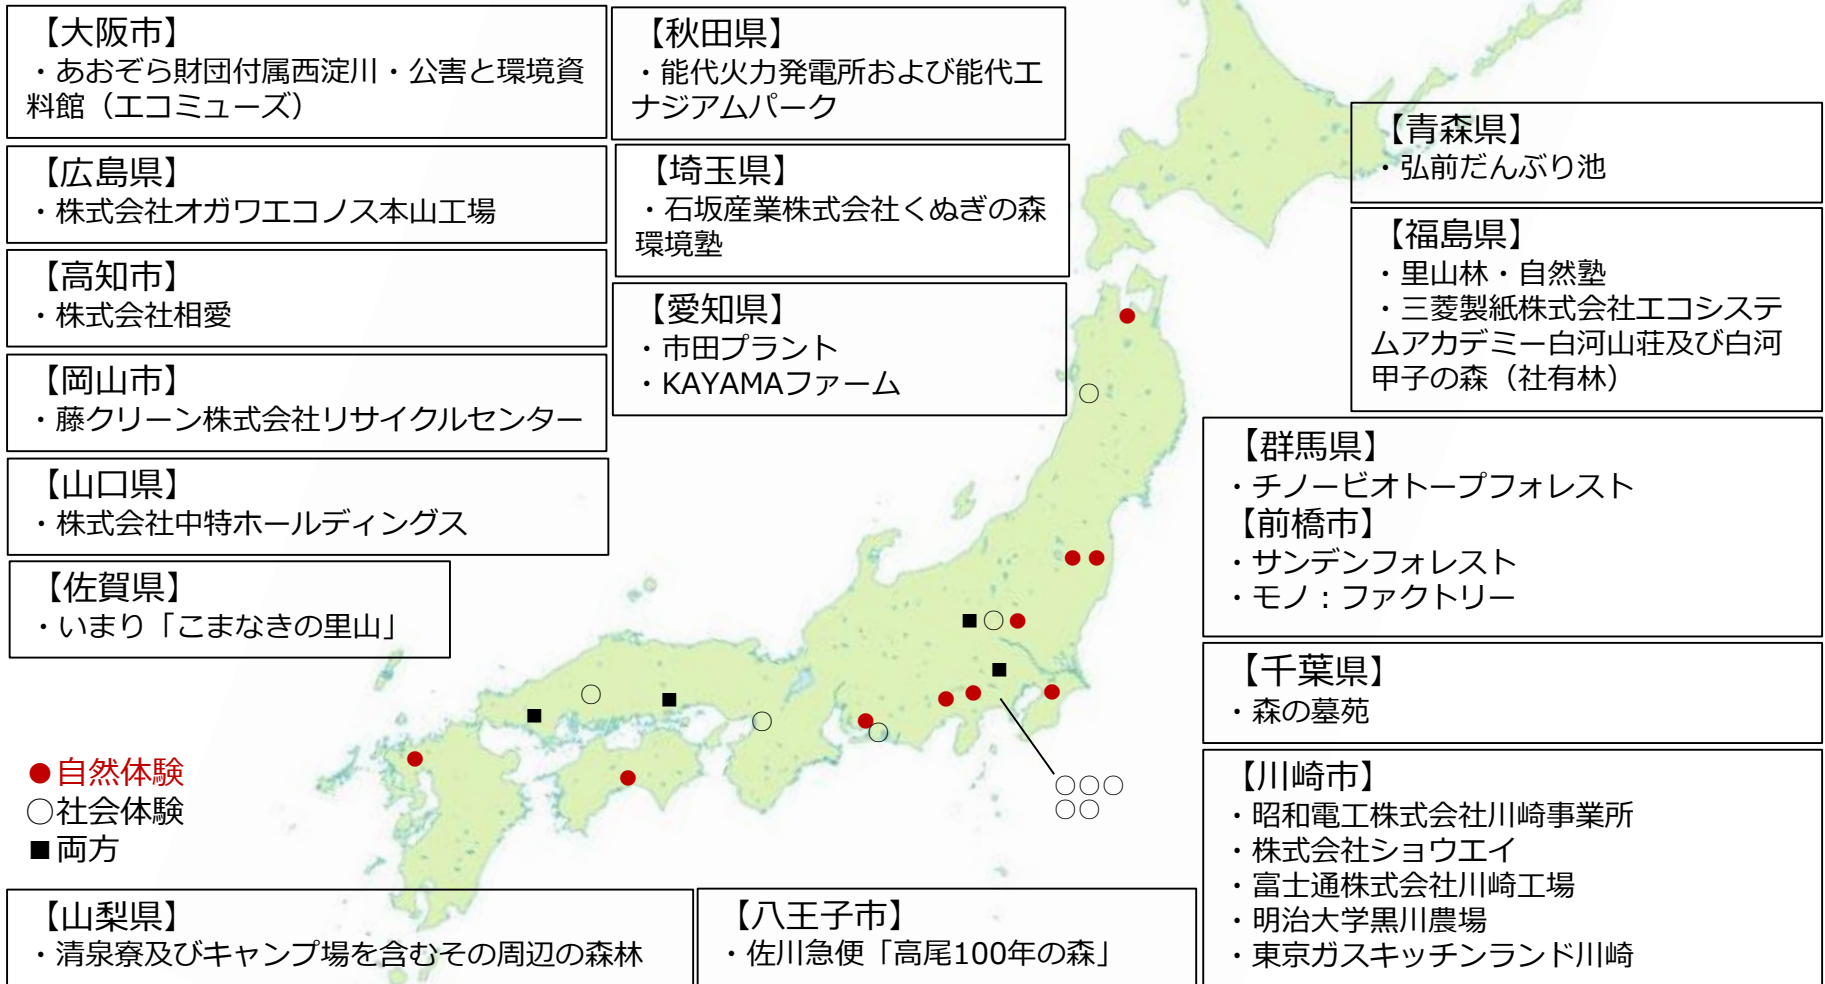 【大阪市】
・あおぞら財団付属西淀川・公害と環境資
料館（エコミューズ）
【広島県】
・株式会社オガワエコノス本山工場
【高知市】
・株式会社相愛
【岡山市】
・藤クリーン株式会社リサイクルセンター
【山口県】
・株式会社中特ホールディングス
【佐賀県】
・いまり「こまなきの里山」
【秋田県】
・能代火力発電所および能代エ
ナジアムパーク
【埼玉県】
・石坂産業株式会社くぬぎの森
環境塾
【愛知県】
・市田プラント
・KAYAMAファーム
【青森県】
・弘前だんぶり池
【福島県】
・里山林・自然塾
・三菱製紙株式会社エコシステ
ムアカデミー白河山荘及び白河
甲子の森（社有林）
【群馬県】
・チノービオトープフォレスト
【前橋市】
・サンデンフォレスト
・モノ：ファクトリー
【千葉県】
・森の墓苑
【川崎市】
・昭和電工株式会社川崎事業所
・株式会社ショウエイ
・富士通株式会社川崎工場
・明治大学黒川農場
・東京ガスキッチンランド川崎
●自然体験
○社会体験
■両方
【山梨県】
・清泉寮及びキャンプ場を含むその周辺の森林
【八王子市】
・佐川急便「高尾100年の森」